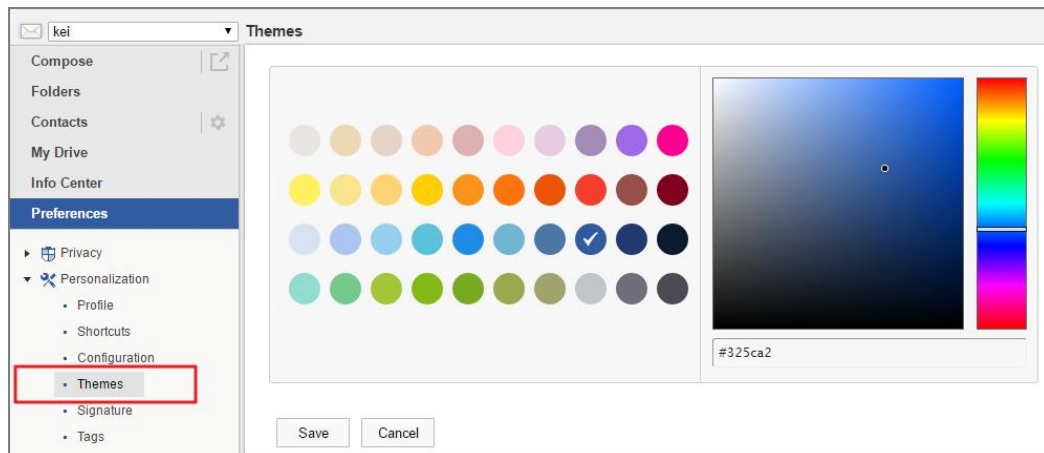 kei
Themes
Compose
Folders
Contacts
My Drive
Info Center
Preferences
Privacy
Personalization
Profile
Shortcuts
Configuration
Themes
Signature
Tags
#325ca2
Save Cancel